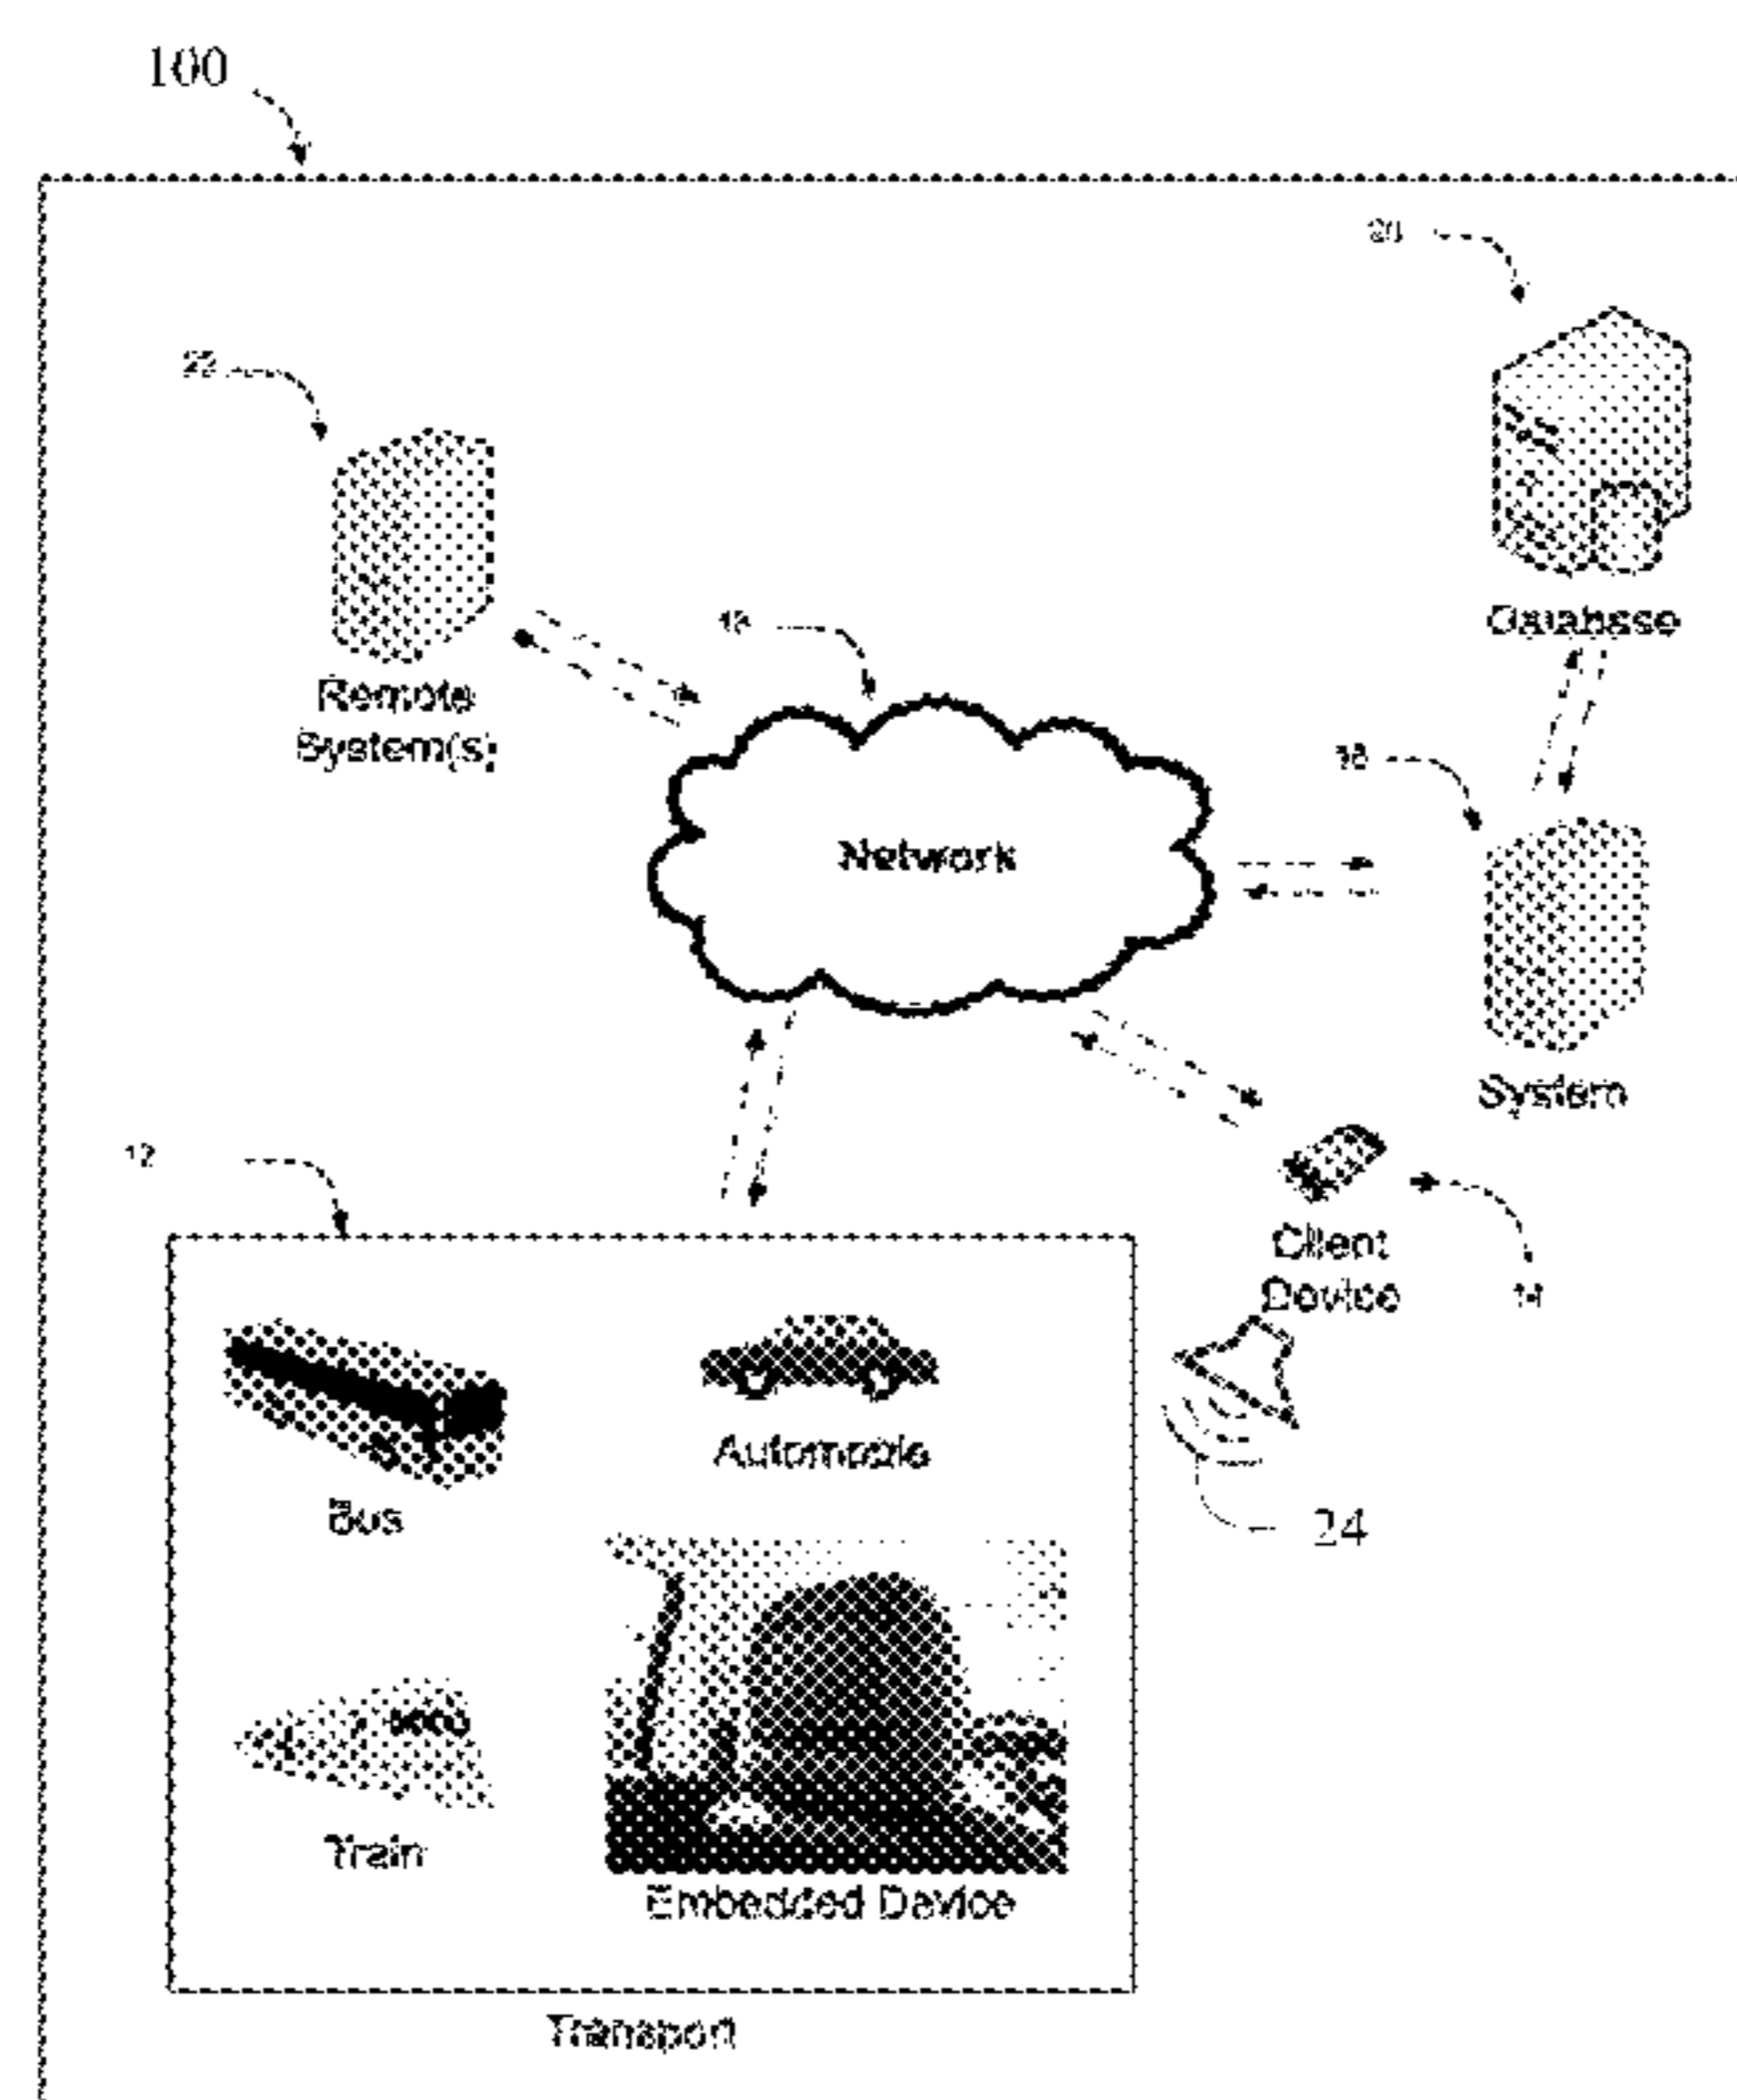 100
22
Database
Remote
System(s)
Network
System
12
Client
Device
Automobile
Bus
24
Train
Embedded Device
Transport